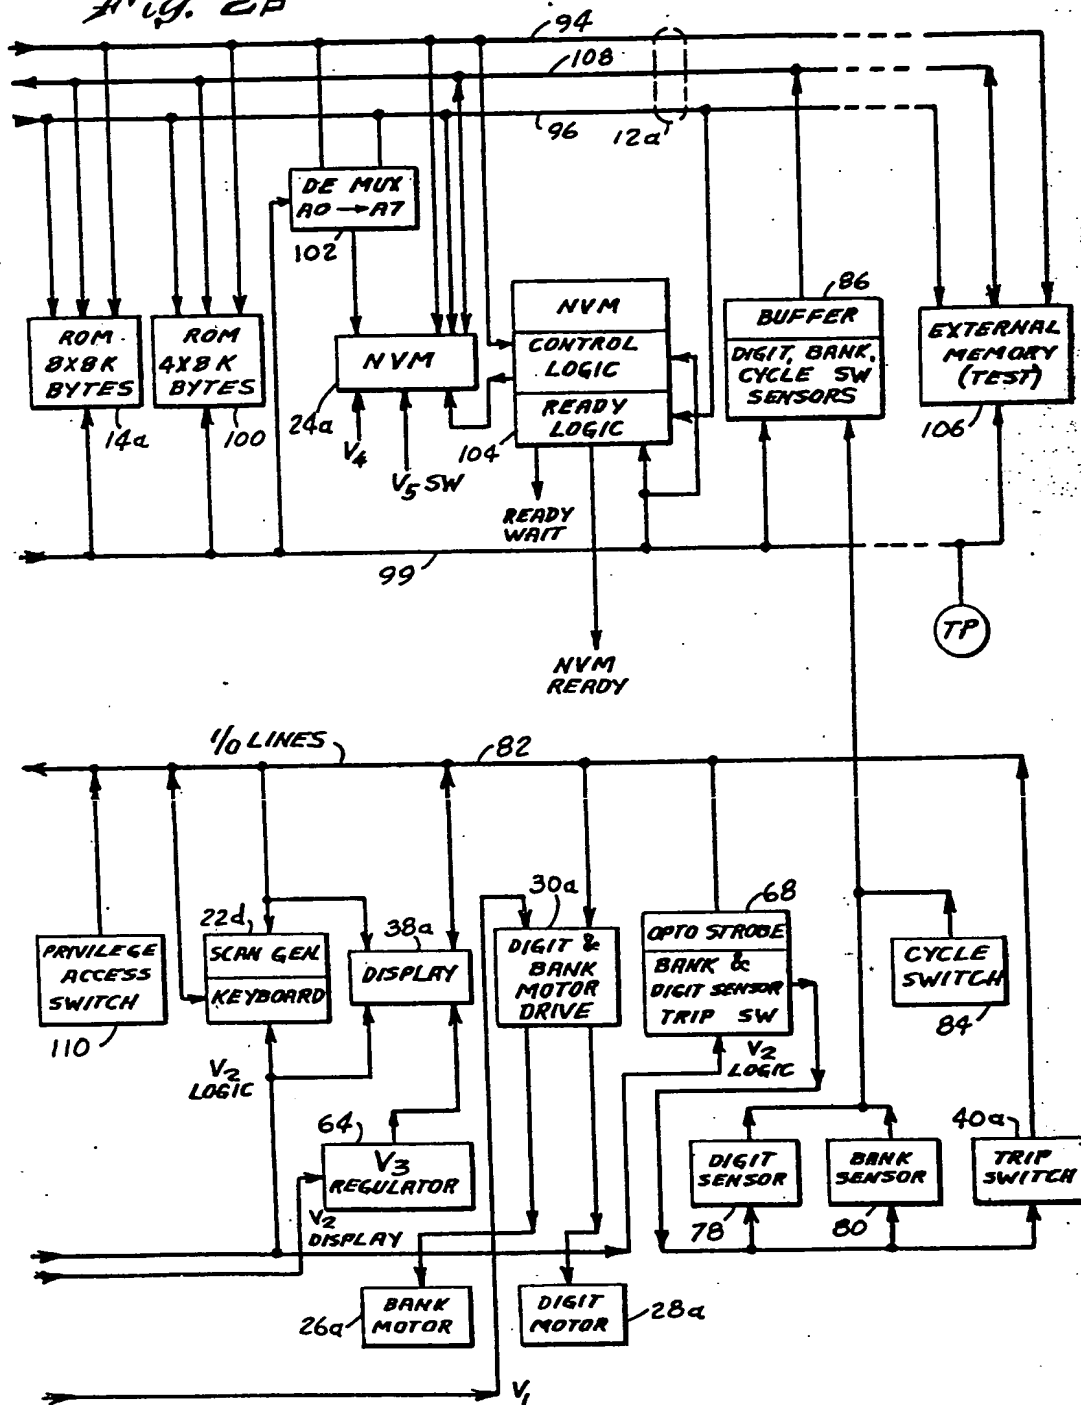 Fig. 2b
94
108
96
12a
DE MUX
A0 → A7
102
ROM
8X8K
BYTES
14a
ROM
4X8K
BYTES
100
NVM
24a
V4
V5 SW
NVM
CONTROL
LOGIC
READY
LOGIC
104
READY
WAIT
NVM
READY
86
BUFFER
DIGIT, BANK,
CYCLE SW
SENSORS
EXTERNAL
MEMORY
(TEST)
106
99
TP
I/O LINES
82
PRIVILEGE
ACCESS
SWITCH
110
22d
SCAN GEN
KEYBOARD
V2
LOGIC
38a
DISPLAY
30a
DIGIT &
BANK
MOTOR
DRIVE
68
OPTO STROBE
BANK &
DIGIT SENSOR
TRIP SW
V2
LOGIC
CYCLE
SWITCH
84
64
V3
REGULATOR
V2
DISPLAY
DIGIT
SENSOR
78
BANK
SENSOR
80
40a
TRIP
SWITCH
26a
BANK
MOTOR
DIGIT
MOTOR
28a
V1